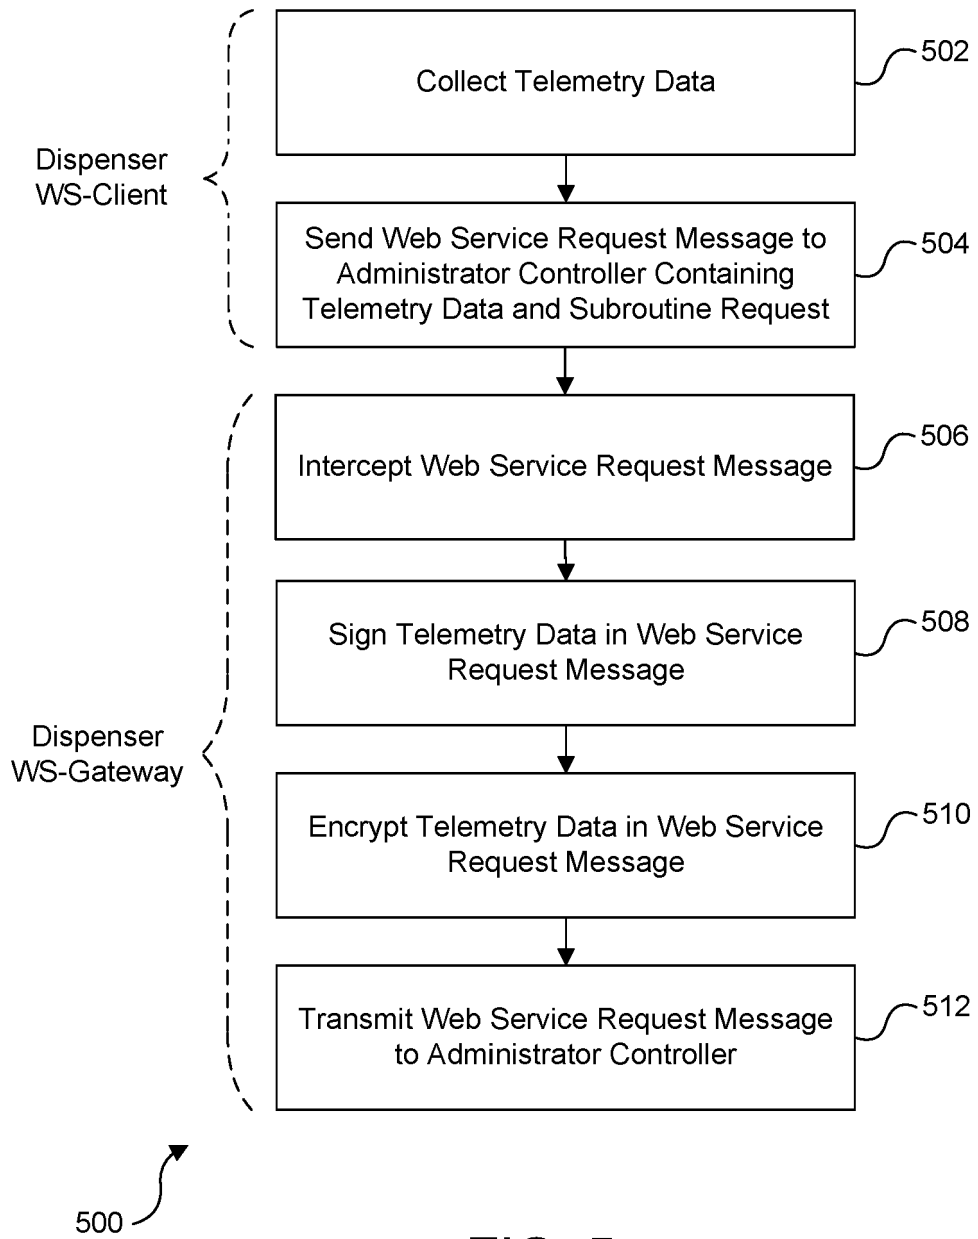 Collect Telemetry Data
502
Dispenser
WS-Client
Send Web Service Request Message to
Administrator Controller Containing
Telemetry Data and Subroutine Request
504
Intercept Web Service Request Message
506
Sign Telemetry Data in Web Service
Request Message
508
Dispenser
WS-Gateway
Encrypt Telemetry Data in Web Service
Request Message
510
Transmit Web Service Request Message
to Administrator Controller
512
500